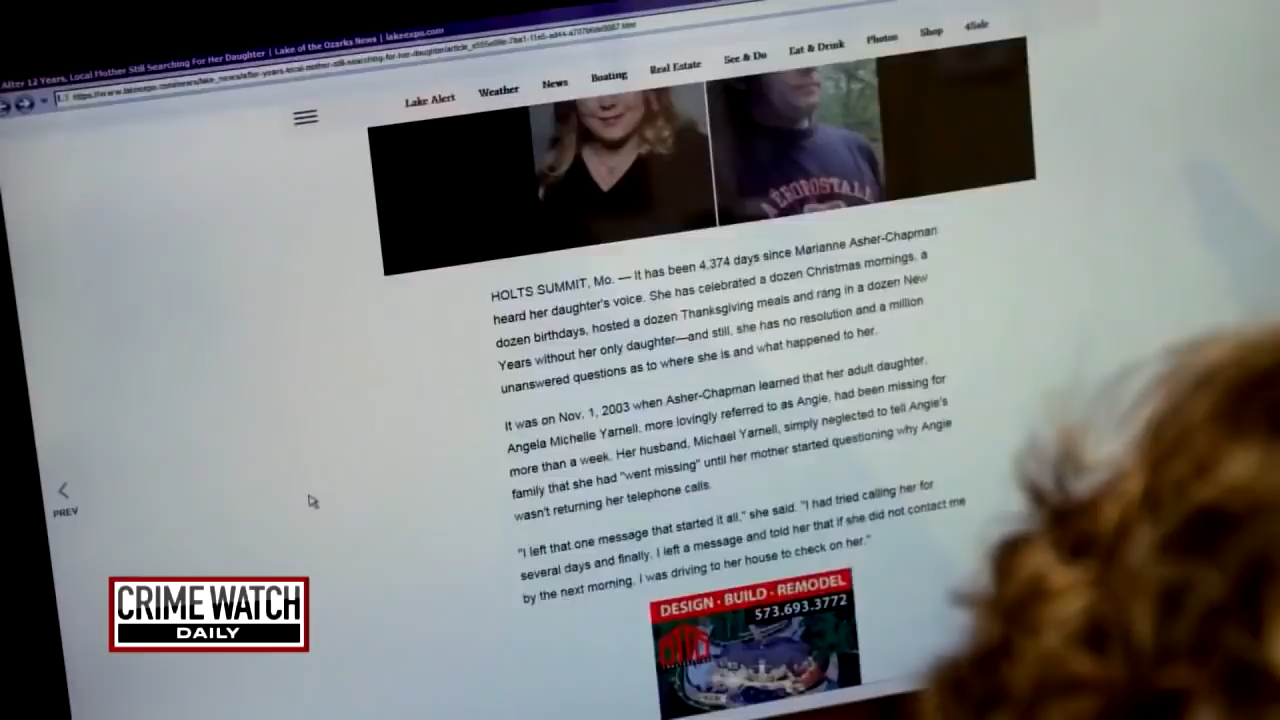 After 12 Years, Local Mother Still Searching For Her Daughter | Lake of the Ozarks News | lakeexpo.com
Lake Alert Weather News Boating Real Estate See & Do Eat & Drink Photos Shop 4Sale
AÉROPOSTALE
HOLTS SUMMIT, Mo. — It has been 4,374 days since Marianne Asher-Chapman
heard her daughter's voice. She has celebrated a dozen Christmas mornings, a
dozen birthdays, hosted a dozen Thanksgiving meals and rang in a dozen New
Years without her only daughter—and still, she has no resolution and a million
unanswered questions as to where she is and what happened to her.
It was on Nov. 1, 2003 when Asher-Chapman learned that her adult daughter,
Angela Michelle Yarnell, more lovingly referred to as Angie, had been missing for
more than a week. Her husband, Michael Yarnell, simply neglected to tell Angie's
family that she had "went missing" until her mother started questioning why Angie
wasn't returning her telephone calls.
"I left that one message that started it all," she said. "I had tried calling her for
several days and finally, I left a message and told her that if she did not contact me
by the next morning, I was driving to her house to check on her."
PREV
DESIGN · BUILD · REMODEL
573.693.3772
CRIME WATCH
DAILY